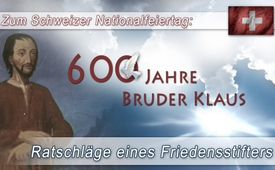 Zum Schweizer Nationalfeiertag:
600 JAHRE
BRUDER KLAUS
Ratschläge eines Friedensstifters